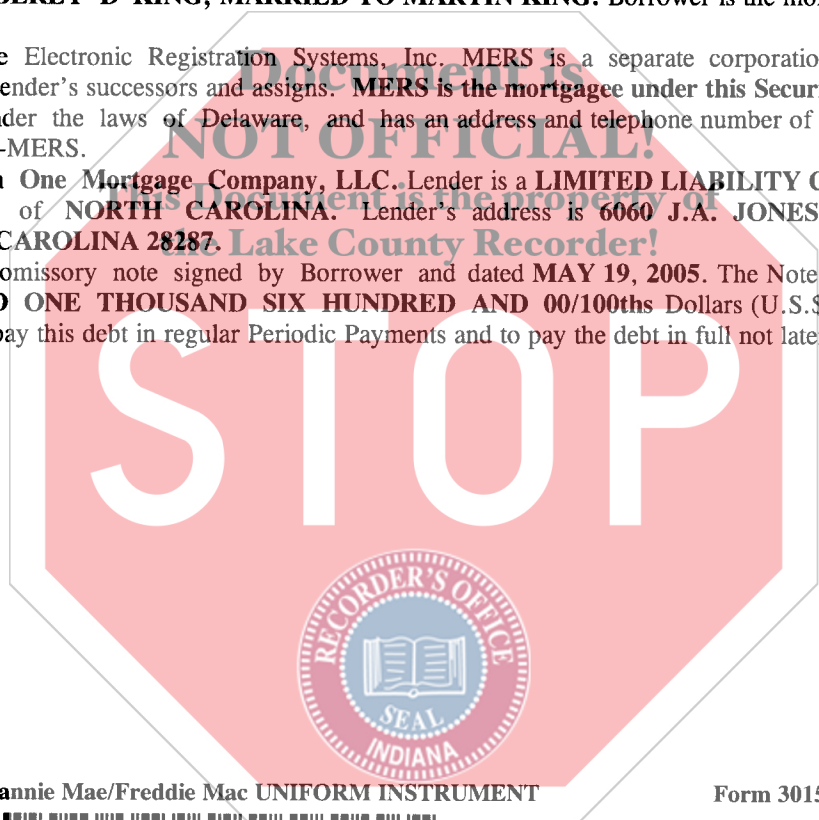 D KING, MARRIED TO MARTIN KING. Borrower is the
Electronic Registration Systems, Inc. MERS is a separate
Document is
ender's successors and assigns. MERS is the mortgagee under this
der the laws of Delaware, and has an address and telephone number of
NOT OFFICIAL!
-MERS.
One Mortgage Company, LLC. Lender is a LIMITED LIABILITY
This Document is the property of
of NORTH CAROLINA. Lender's address is 6060 J.A. JONES
the Lake County Recorder!
CAROLINA 28287.
omissory note signed by Borrower and dated MAY 19, 2005. The Note
ONE THOUSAND SIX HUNDRED AND 00/100ths Dollars (U.S.$
pay this debt in regular Periodic Payments and to pay the debt in full not later
STOP
RECORDER'S OFFICE
SEAL
INDIANA
annie Mae/Freddie Mac UNIFORM INSTRUMENT Form 3015